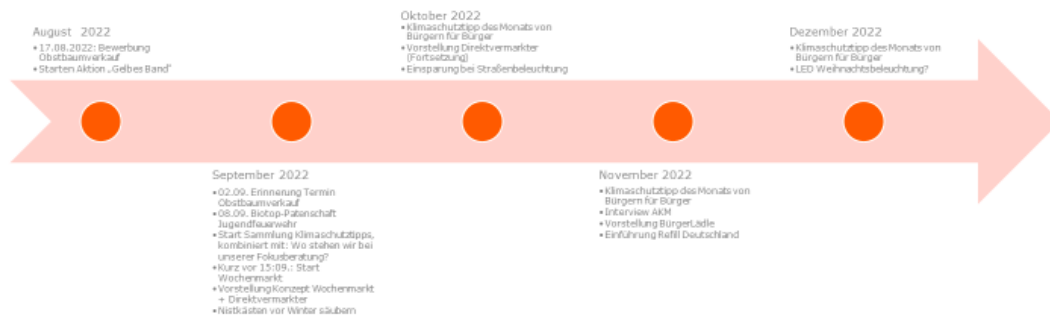 August 2022
• 17.08.2022: Bewerbung
Obstbaumverkauf
• Starten Aktion „Gelbes Band"
September 2022
• 02.09. Erinnerung Termin
Obstbaumverkauf
• 08.09. Biotop-Patenschaft
Jugendfeuerwehr
• Start Sammlung Klimaschutztipps,
kombiniert mit: Wo stehen wir bei
unserer Fokusberatung?
• Kurz vor 15:09.: Start
Wochenmarkt
• Vorstellung Konzept Wochenmarkt
+ Direktvermarkter
• Nistkästen vor Winter säubern
Oktober 2022
• Klimaschutztipp des Monats von
Bürgern für Bürger
• Vorstellung Direktvermarkter
(Fortsetzung)
• Einsparung bei Straßenbeleuchtung
November 2022
• Klimaschutztipp des Monats von
Bürgern für Bürger
• Interview AKM
• Vorstellung BürgerLädle
• Einführung Refill Deutschland
Dezember 2022
• Klimaschutztipp des Monats von
Bürgern für Bürger
• LED Weihnachtsbeleuchtung?